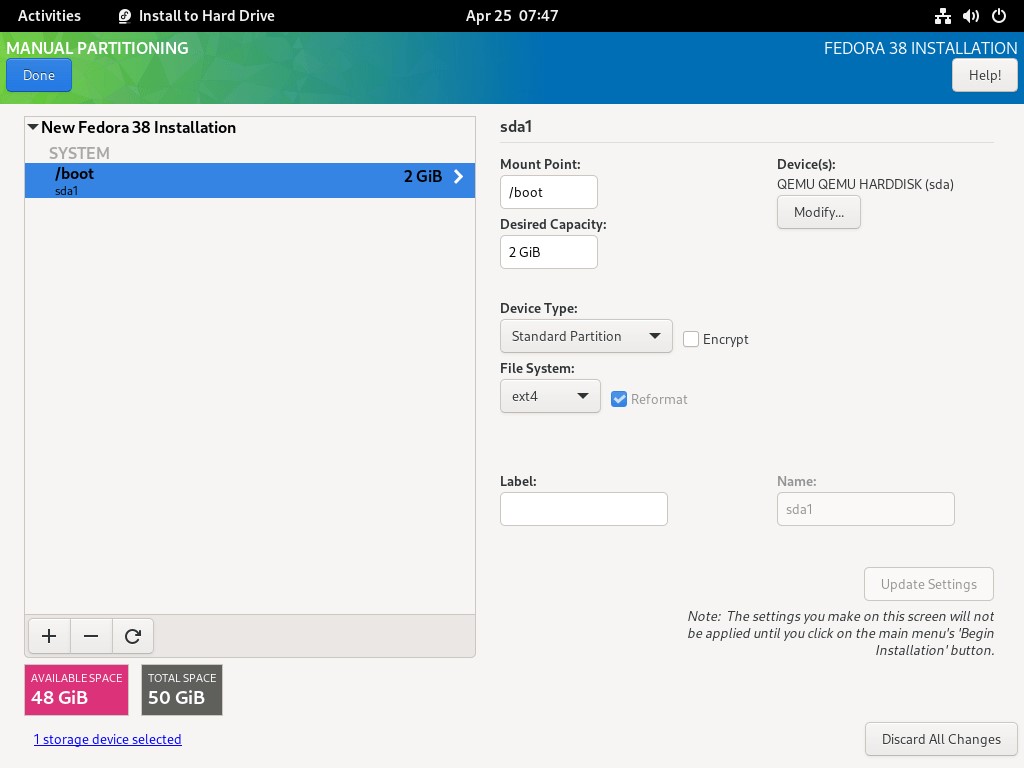 Activities
Install to Hard Drive
Apr 25 07:47
MANUAL PARTITIONING
FEDORA 38 INSTALLATION
Done
Help!
New Fedora 38 Installation
SYSTEM
/boot
2 GiB
sda1
sda1
Mount Point:
/boot
Device(s):
QEMU QEMU HARDDISK (sda)
Modify...
Desired Capacity:
2 GiB
Device Type:
Standard Partition
Encrypt
File System:
ext4
Reformat
Label:
Name:
sda1
Update Settings
Note: The settings you make on this screen will not
be applied until you click on the main menu's 'Begin
Installation' button.
AVAILABLE SPACE
48 GiB
TOTAL SPACE
50 GiB
1 storage device selected
Discard All Changes